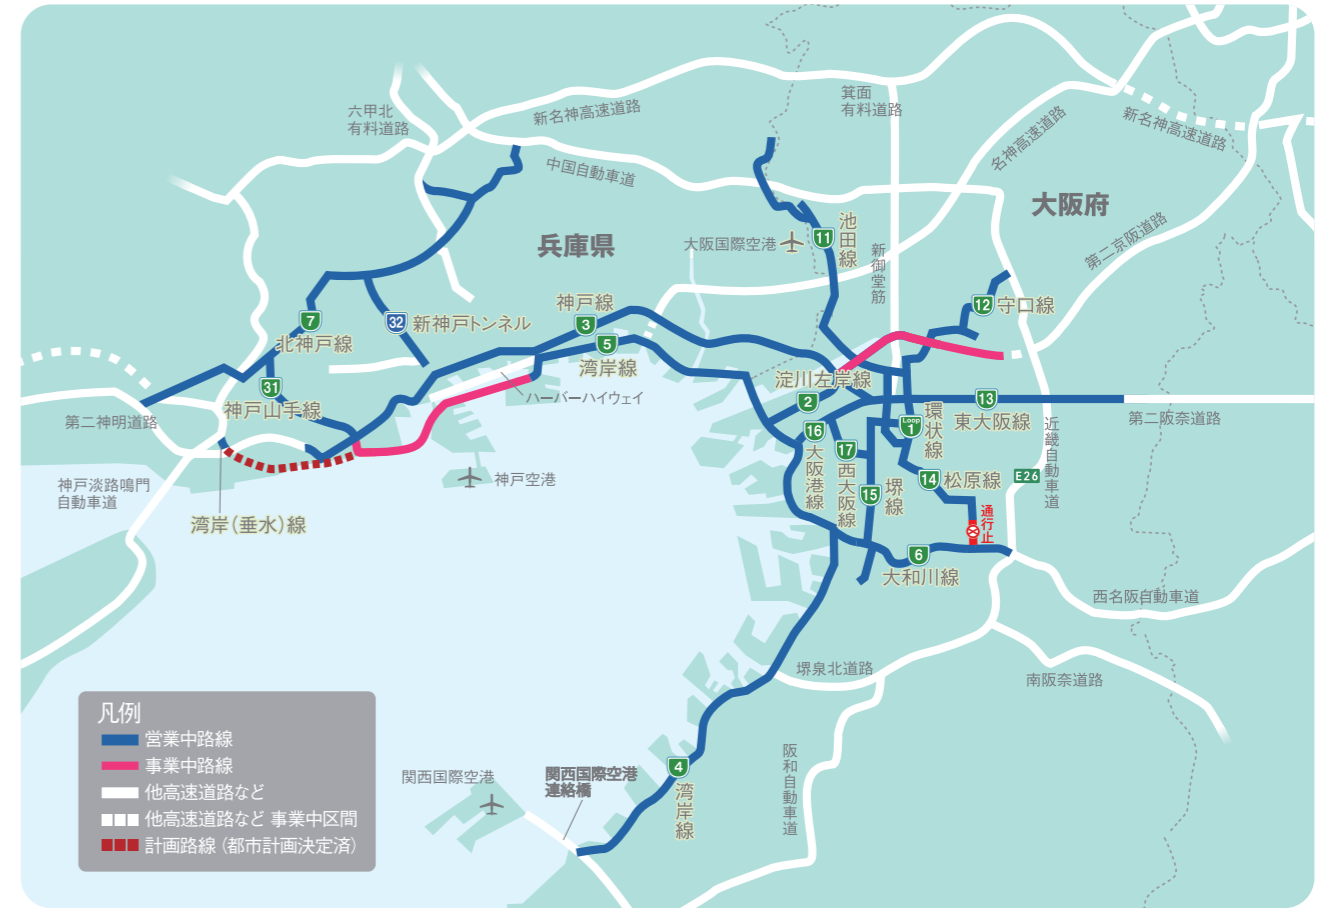 六甲北
有料道路
新名神高速道路
中国自動車道
箕面
有料道路
名神高速道路
新名神高速道路
大阪府
兵庫県
大阪国際空港
11
池田線
新御堂筋
第二京阪道路
12
守口線
神戸線
3
5
湾岸線
7
北神戸線
32
新神戸トンネル
31
神戸山手線
ハーバーハイウェイ
淀川左岸線
2
13
東大阪線
第二阪奈道路
第二神明道路
Loop
1
環状線
16
大阪港線
17
西大阪線
14
松原線
15
堺線
近畿自動車道
E26
通行止
神戸淡路鳴門
自動車道
神戸空港
湾岸(垂水)線
6
大和川線
西名阪自動車道
堺泉北道路
南阪奈道路
阪和自動車道
関西国際空港
関西国際空港
連絡橋
4
湾岸線
凡例
営業中路線
事業中路線
他高速道路など
他高速道路など 事業中区間
計画路線(都市計画決定済)